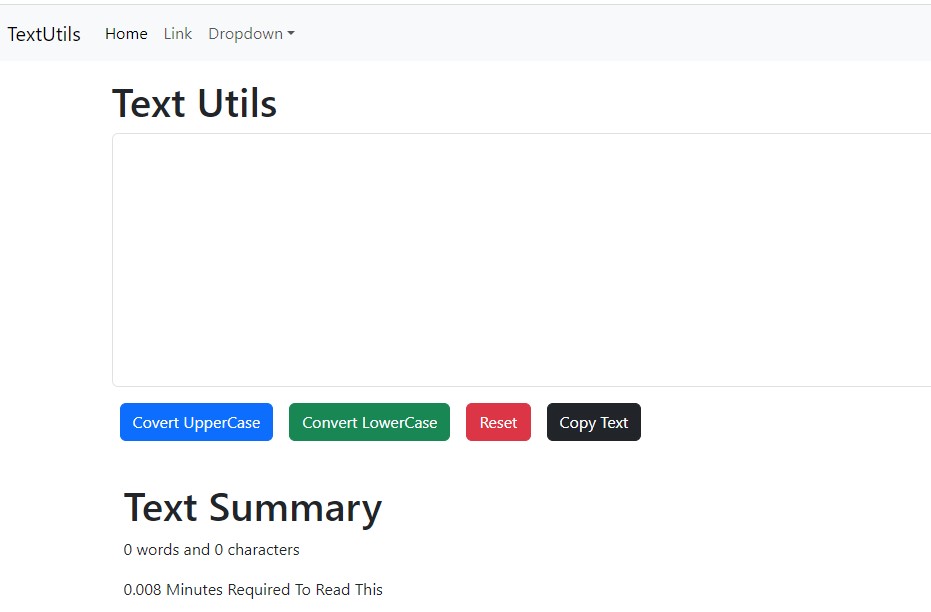 TextUtils Home Link Dropdown
Text Utils
Covert UpperCase Convert LowerCase Reset Copy Text
Text Summary
0 words and 0 characters
0.008 Minutes Required To Read This